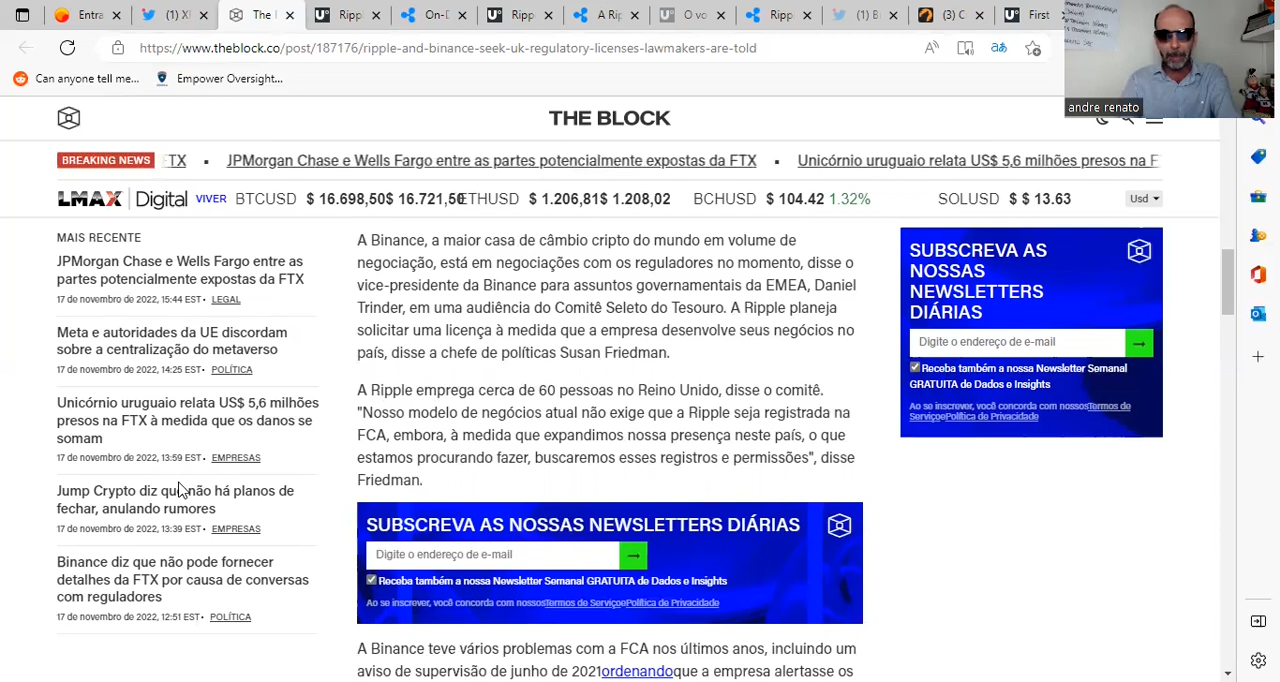 Entra
(1) X
The l
Ripp
On-D
Ripp
A Rip
O vo
Ripp
(1) B
(3) C
First
https://www.theblock.co/post/187176/ripple-and-binance-seek-uk-regulatory-licenses-lawmakers-are-told
Can anyone tell me...
Empower Oversight...
andre renato
THE BLOCK
BREAKING NEWS
TX
JPMorgan Chase e Wells Fargo entre as partes potencialmente expostas da FTX
Unicórnio uruguaio relata US$ 5,6 milhões presos na F
LMAX Digital VIVER BTCUSD $ 16.698,50$ 16.721,50 ETHUSD $ 1.206,81$ 1.208,02 BCHUSD $ 104.42 1.32% SOLUSD $ $ 13.63 Usd
MAIS RECENTE
JPMorgan Chase e Wells Fargo entre as
partes potencialmente expostas da FTX
17 de novembro de 2022, 15:44 EST • LEGAL
Meta e autoridades da UE discordam
sobre a centralização do metaverso
17 de novembro de 2022, 14:25 EST • POLÍTICA
Unicórnio uruguaio relata US$ 5,6 milhões
presos na FTX à medida que os danos se
somam
17 de novembro de 2022, 13:59 EST • EMPRESAS
Jump Crypto diz que não há planos de
fechar, anulando rumores
17 de novembro de 2022, 13:39 EST • EMPRESAS
Binance diz que não pode fornecer
detalhes da FTX por causa de conversas
com reguladores
17 de novembro de 2022, 12:51 EST • POLÍTICA
A Binance, a maior casa de câmbio cripto do mundo em volume de
negociação, está em negociações com os reguladores no momento, disse o
vice-presidente da Binance para assuntos governamentais da EMEA, Daniel
Trinder, em uma audiência do Comitê Seleto do Tesouro. A Ripple planeja
solicitar uma licença à medida que a empresa desenvolve seus negócios no
país, disse a chefe de políticas Susan Friedman.
A Ripple emprega cerca de 60 pessoas no Reino Unido, disse o comitê.
"Nosso modelo de negócios atual não exige que a Ripple seja registrada na
FCA, embora, à medida que expandimos nossa presença neste país, o que
estamos procurando fazer, buscaremos esses registros e permissões", disse
Friedman.
SUBSCREVA AS NOSSAS NEWSLETTERS DIÁRIAS
Digite o endereço de e-mail
Receba também a nossa Newsletter Semanal GRATUITA de Dados e Insights
Ao se inscrever, você concorda com nossosTermos de ServiçoePolítica de Privacidade
A Binance teve vários problemas com a FCA nos últimos anos, incluindo um
aviso de supervisão de junho de 2021ordenandoque a empresa alertasse os
SUBSCREVA AS
NOSSAS
NEWSLETTERS
DIÁRIAS
Digite o endereço de e-mail
Receba também a nossa Newsletter Semanal
GRATUITA de Dados e Insights
Ao se inscrever, você concorda com nossosTermos de
ServiçoePolítica de Privacidade